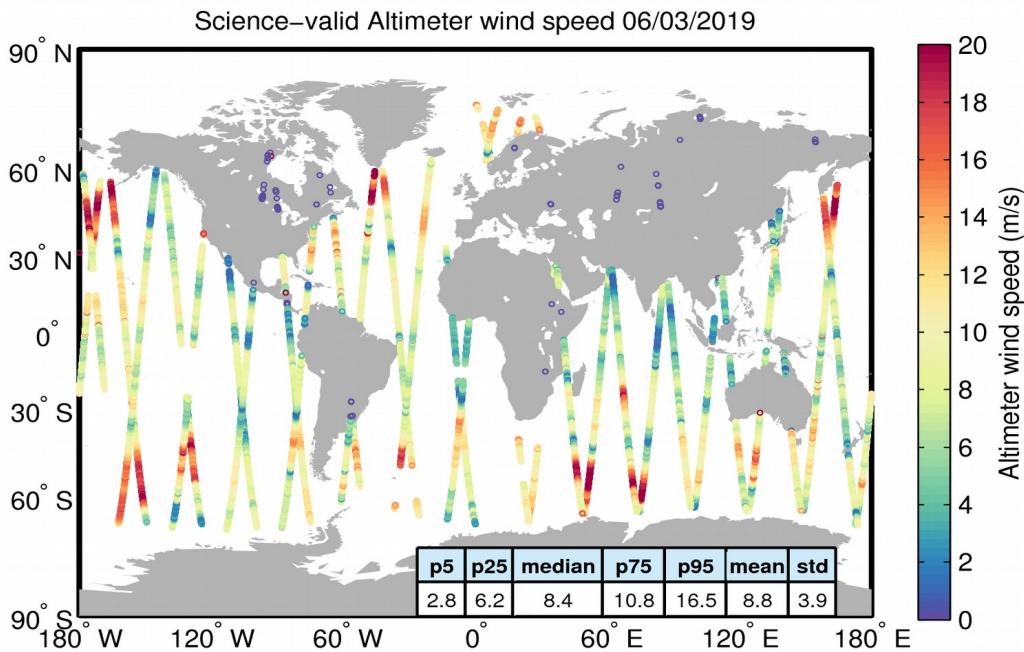 Science−valid Altimeter wind speed 06/03/2019
90° N
60° N
30° N
0°
30° S
60° S
90° S
180° W
120° W
60° W
0°
60° E
120° E
180° E
p5 p25 median p75 p95 mean std
2.8 6.2 8.4 10.8 16.5 8.8 3.9
20
18
16
14
12
10
8
6
4
2
0
Altimeter wind speed (m/s)